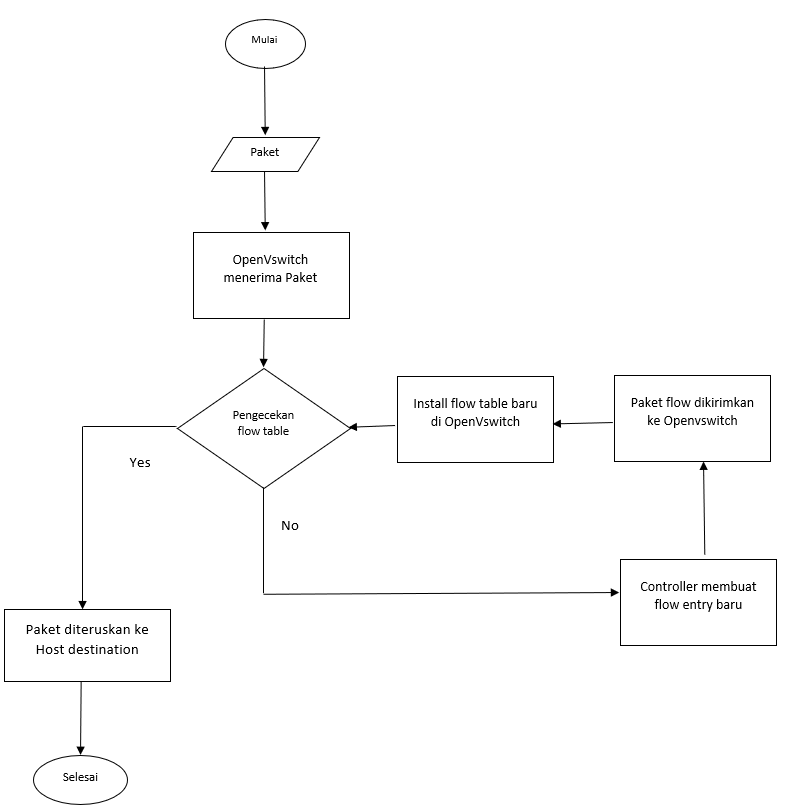 Mulai
Paket
OpenVswitch
menerima Paket
Pengecekan
flow table
Install flow table baru
di OpenVswitch
Paket flow dikirimkan
ke Openvswitch
Yes
No
Controller membuat
flow entry baru
Paket diteruskan ke
Host destination
Selesai